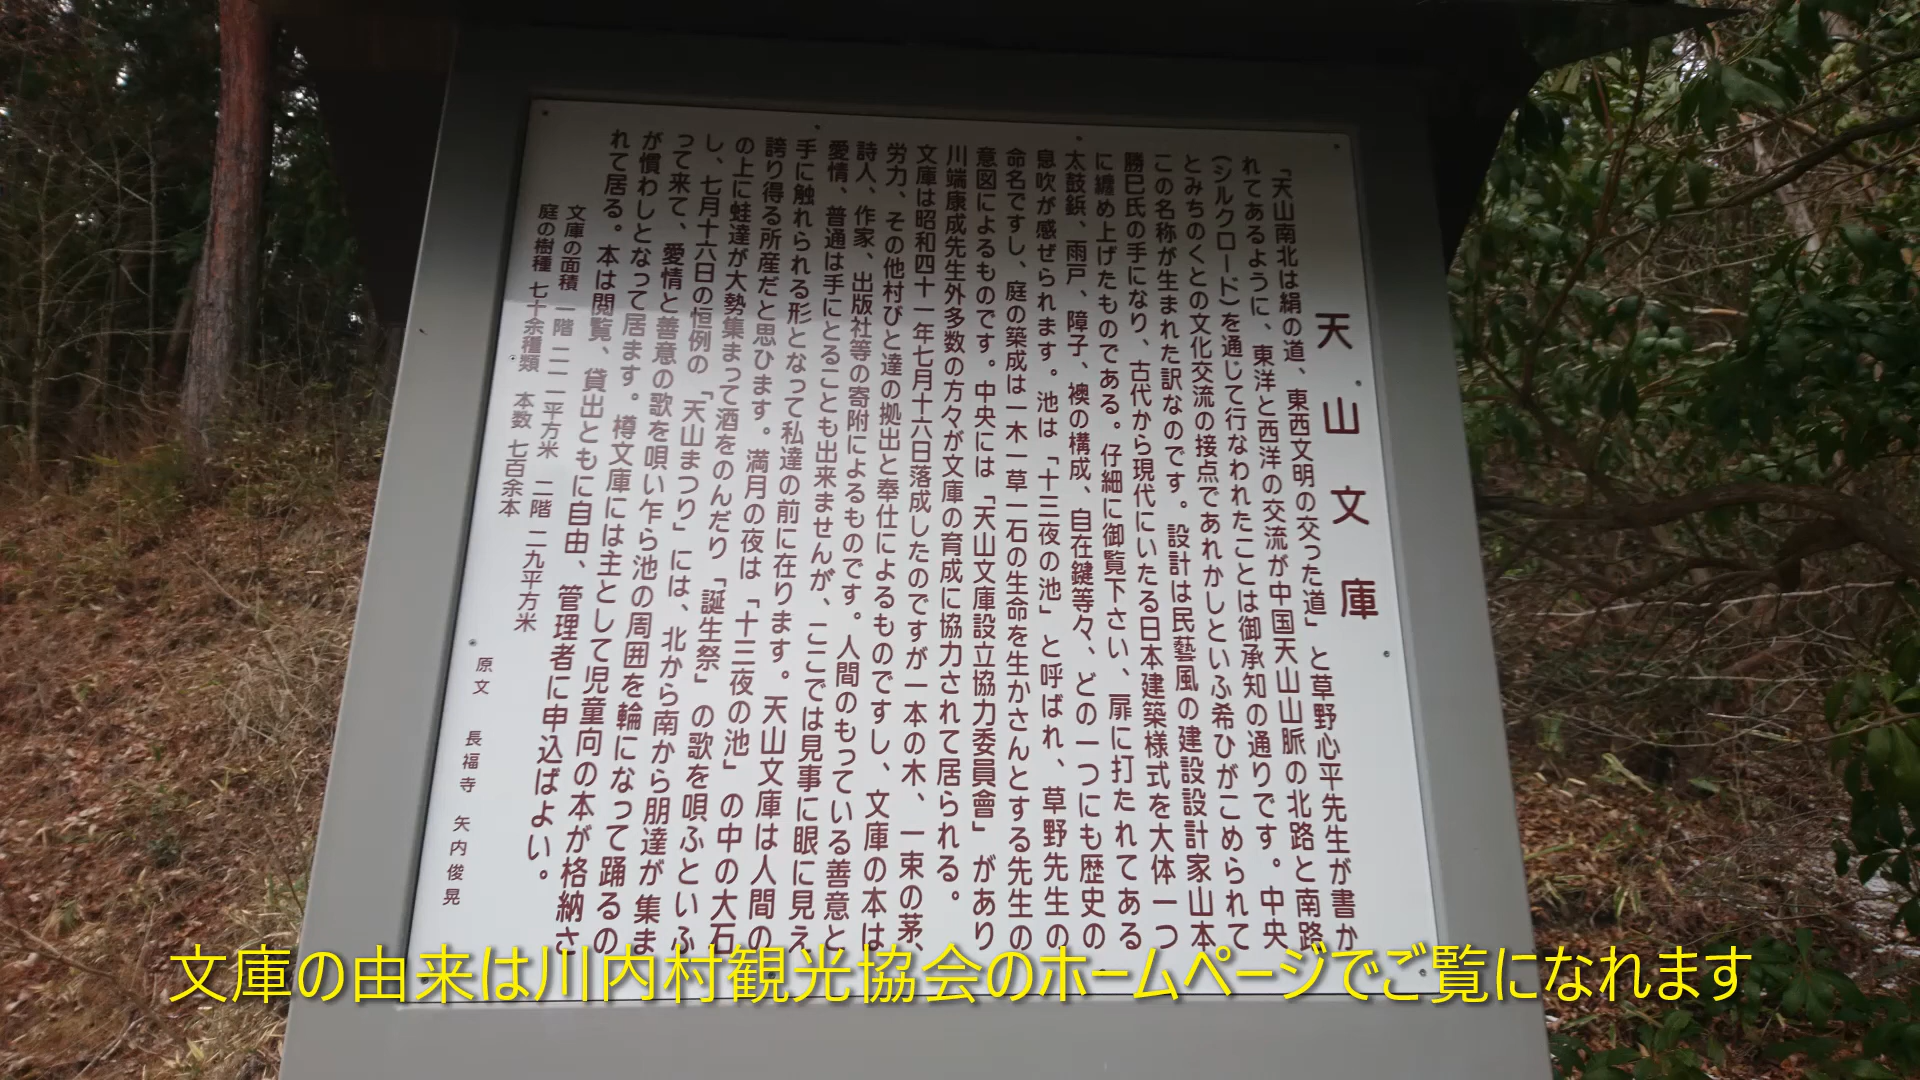 天山文庫
「天山南北は絹の道、東西文明の交った道」と草野心平先生が書か
れてあるように、東洋と西洋の交流が中国天山山脈の北路と南路
(シルクロード)を通じて行なわれたことは御承知の通りです。中央
とみちのくとの文化交流の接点であれかしといふ希ひがこめられて
この名称が生まれた訳なのです。設計は民藝風の建設設計家山本
勝巳氏の手になり、古代から現代にいたる日本建築様式を大体一つ
に纏め上げたものである。仔細に御覧下さい、扉に打たれてある
太鼓鋲、雨戸、障子、襖の構成、自在鍵等々、どの一つにも歴史の
息吹が感ぜられます。池は「十三夜の池」と呼ばれ、草野先生の
命名ですし、庭の築成は一木一草一石の生命を生かさんとする先生の
意図によるものです。中央には「天山文庫設立協力委員會」があり
川端康成先生外多数の方々が文庫の育成に協力されて居られる。
文庫は昭和四十一年七月十六日落成したのですが一本の木、一束の茅、
労力、その他村びと達の拠出と奉仕によるものですし、文庫の本は
詩人、作家、出版社等の寄附によるものです。人間のもっている善意と
愛情、普通は手にとることも出来ませんが、ここでは見事に眼に見え
手に触れられる形となって私達の前に在ります。天山文庫は人間の
誇り得る所産だと思ひます。満月の夜は「十三夜の池」の中の大石
の上に蛙達が大勢集まって酒をのんだり「誕生祭」の歌を唄ふといふ
し、七月十六日の恒例の「天山まつり」には、北から南から朋達が集ま
って来て、愛情と善意の歌を唄い乍ら池の周囲を輪になって踊るの
が慣わしとなって居ます。樽文庫には主として児童向の本が格納さ
れて居る。本は閲覧、貸出ともに自由、管理者に申込ばよい。
文庫の面積 一階 二一二平方米 二階 二九平方米
庭の樹種 七十余種類 本数 七百余本
原文 長福寺 矢内俊晃
文庫の由来は川内村観光協会のホームページでご覧になれます